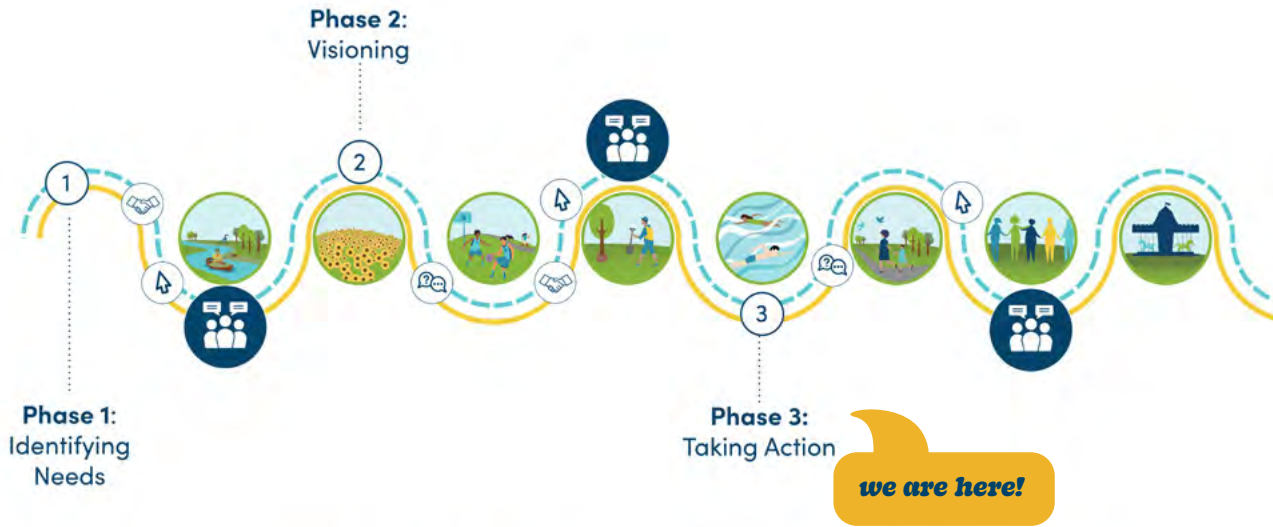 Phase 2:
Visioning
1
2
3
Phase 1:
Identifying
Needs
Phase 3:
Taking Action
we are here!